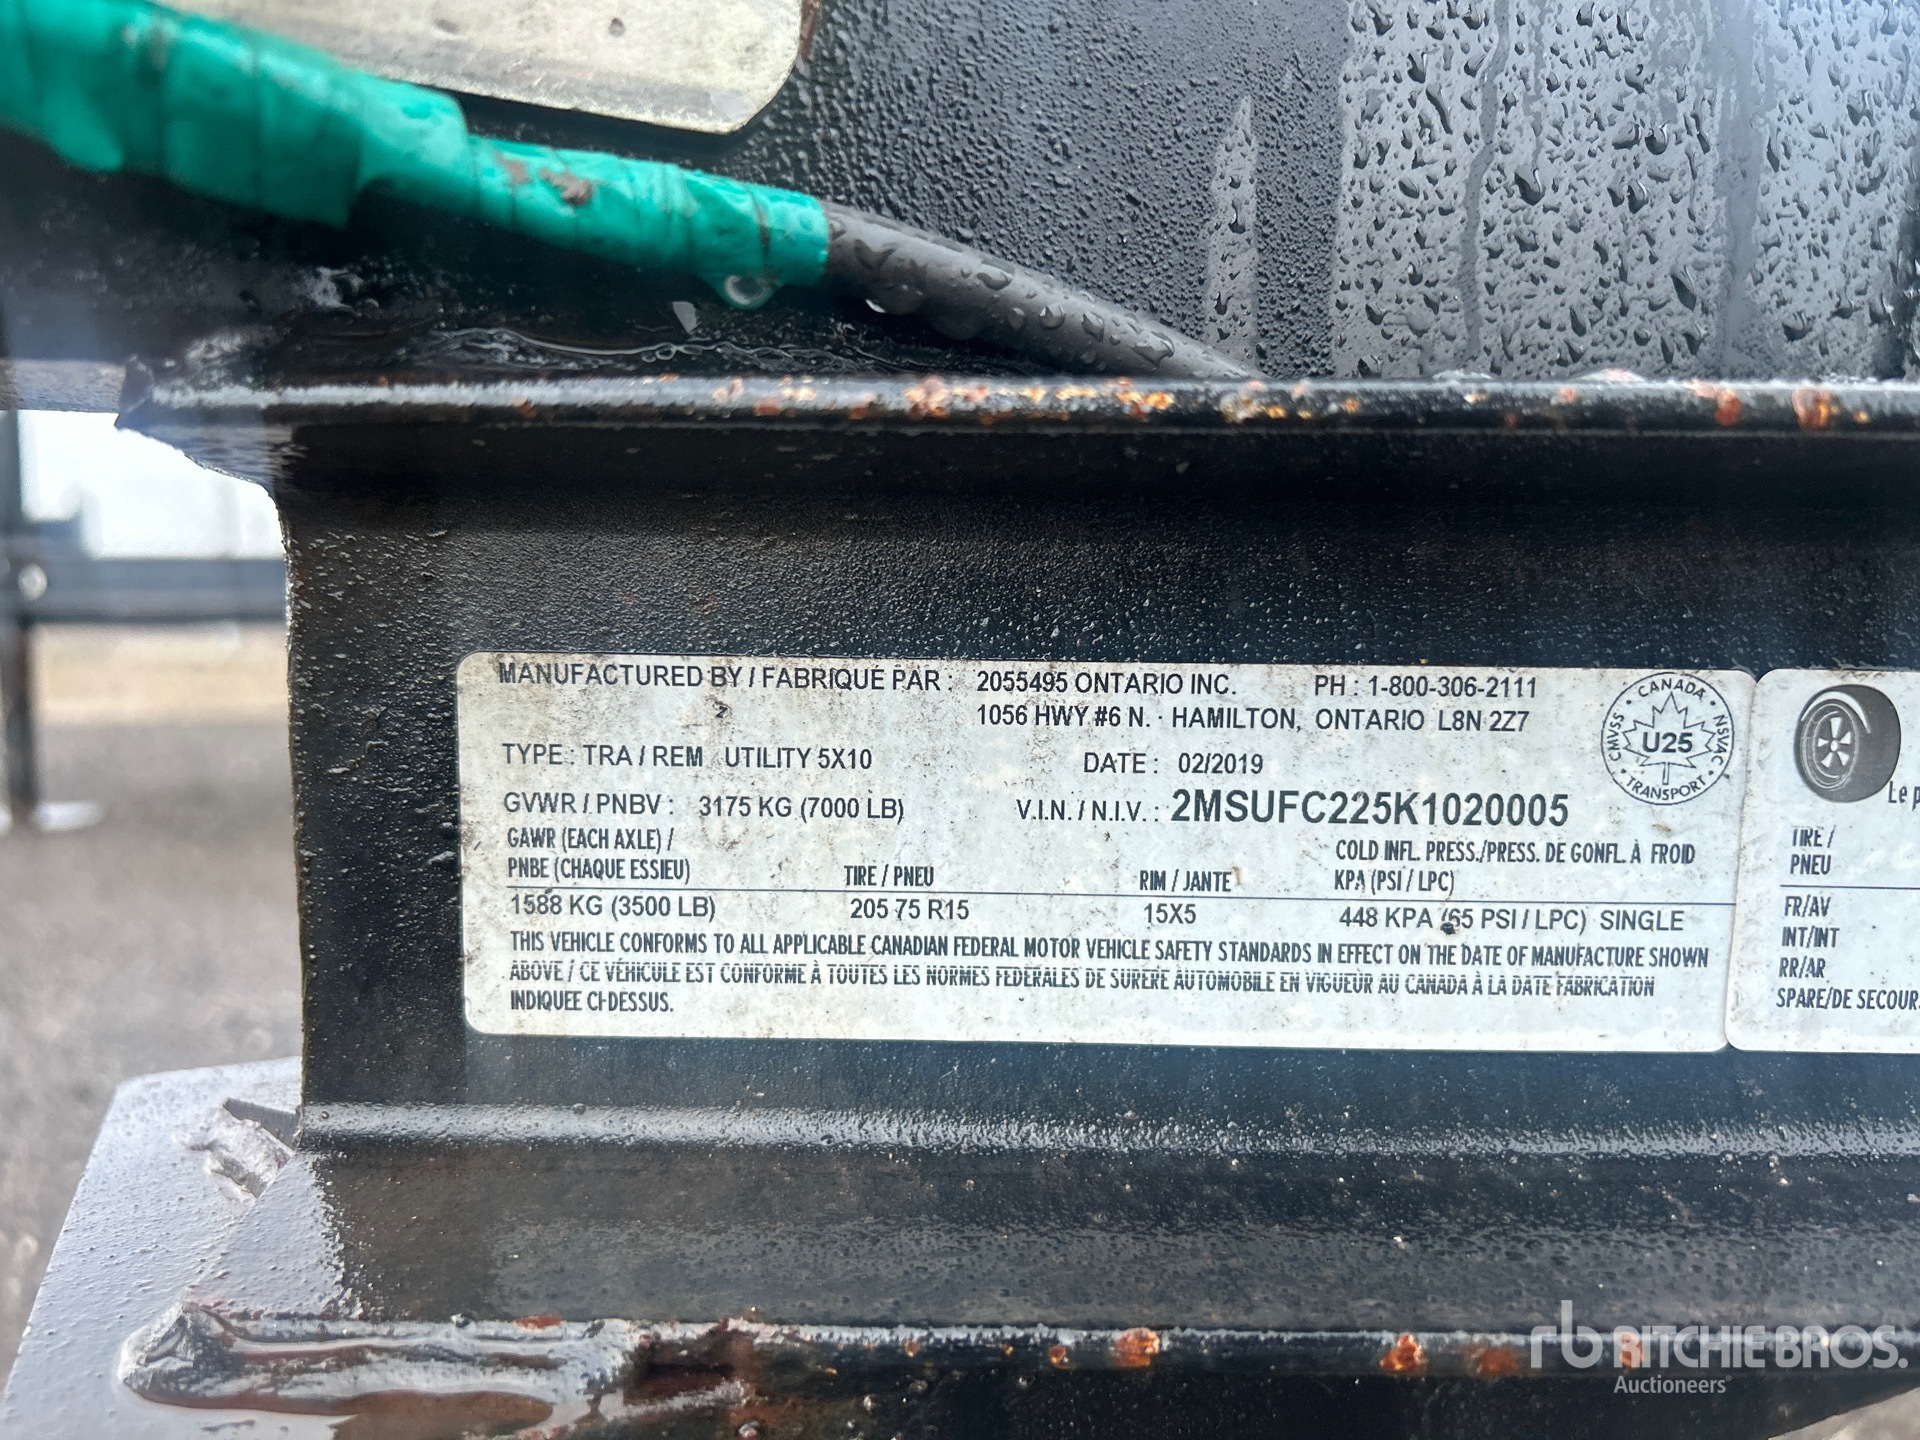 MANUFACTURED BY / FABRIQUÉ PAR : 2055495 ONTARIO INC. PH : 1-800-306-2111
1056 HWY #6 N. · HAMILTON, ONTARIO L8N 2Z7
TYPE : TRA / REM UTILITY 5X10 DATE : 02/2019
GVWR / PNBV : 3175 KG (7000 LB) V.I.N. / N.I.V. : 2MSUFC225K1020005
GAWR (EACH AXLE) /
PNBE (CHAQUE ESSIEU) TIRE / PNEU RIM / JANTE COLD INFL. PRESS./PRESS. DE GONFL. À FROID
KPA (PSI / LPC)
1588 KG (3500 LB) 205 75 R15 15X5 448 KPA (65 PSI / LPC) SINGLE
THIS VEHICLE CONFORMS TO ALL APPLICABLE CANADIAN FEDERAL MOTOR VEHICLE SAFETY STANDARDS IN EFFECT ON THE DATE OF MANUFACTURE SHOWN
ABOVE / CE VÉHICULE EST CONFORME À TOUTES LES NORMES FEDERALES DE SURERE AUTOMOBILE EN VIGUEUR AU CANADA À LA DATE FABRICATION
INDIQUEE CI-DESSUS.
CANADA
CMVSS U25 NSVAC
TRANSPORT
Le p
TIRE /
PNEU
FR/AV
INT/INT
RR/AR
SPARE/DE SECOUR
rb RITCHIE BROS.
Auctioneers